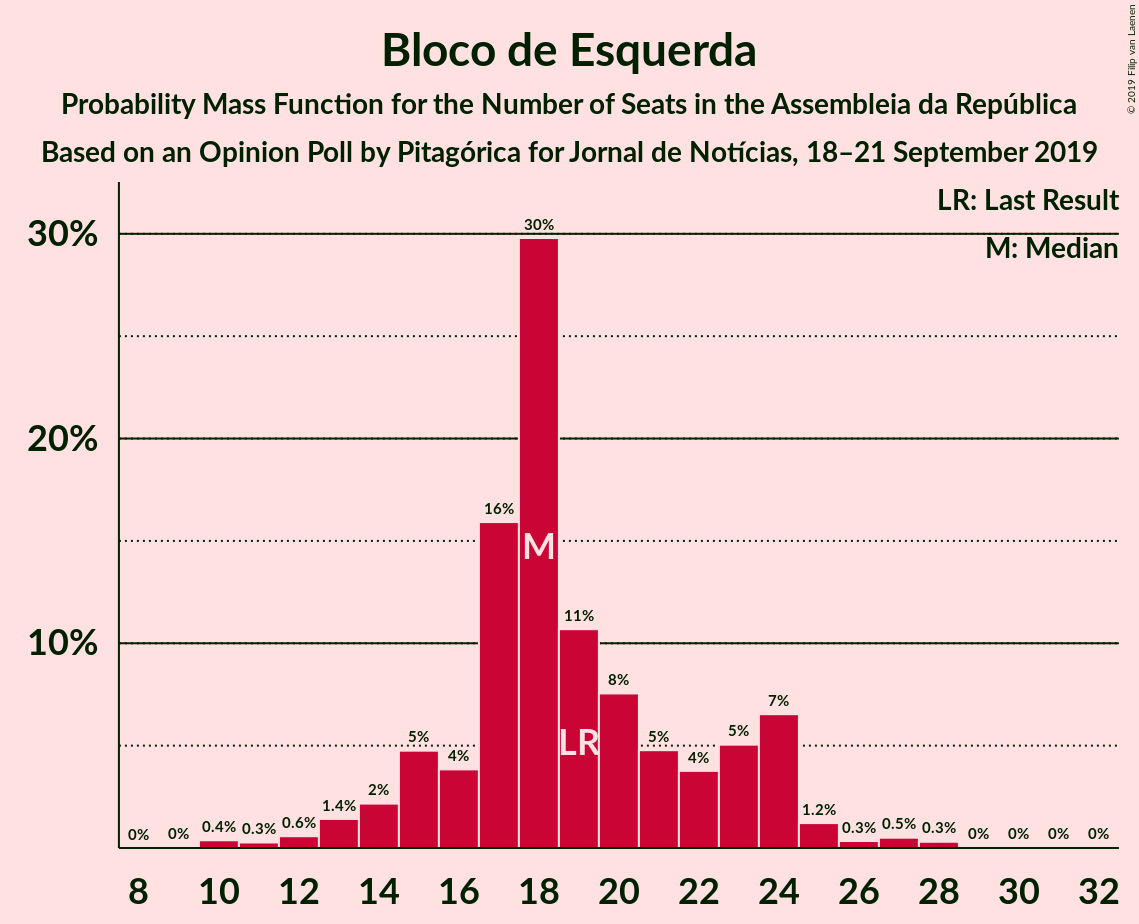 Bloco de Esquerda
Probability Mass Function for the Number of Seats in the Assembleia da República
Based on an Opinion Poll by Pitagórica for Jornal de Notícias, 18–21 September 2019
© 2019 Filip van Laenen
LR: Last Result
M: Median
30%
20%
10%
0% 0% 0.4% 0.3% 0.6% 1.4% 2% 5% 4% 16% 30% 11% 8% 5% 4% 5% 7% 1.2% 0.3% 0.5% 0.3% 0% 0% 0% 0%
M
LR
8 10 12 14 16 18 20 22 24 26 28 30 32